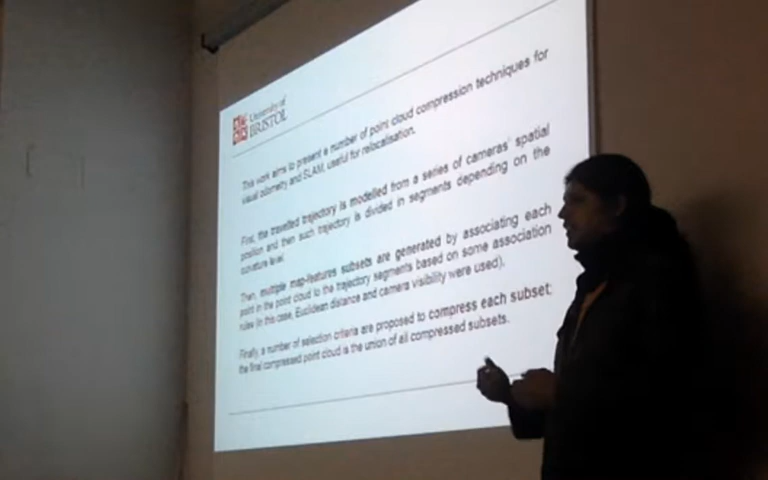 University of
BRISTOL
This work aims to present a number of point cloud compression techniques for
visual odometry and SLAM, useful for relocalisation.
First, the travelled trajectory is modelled from a series of cameras' spatial
position and then such trajectory is divided in segments depending on the
curvature level.
Then, multiple map-features subsets are generated by associating each
point in the point cloud to the trajectory segments based on some association
rules (in this case, Euclidean distance and camera visibility were used).
Finally, a number of selection criteria are proposed to compress each subset;
the final compressed point cloud is the union of all compressed subsets.